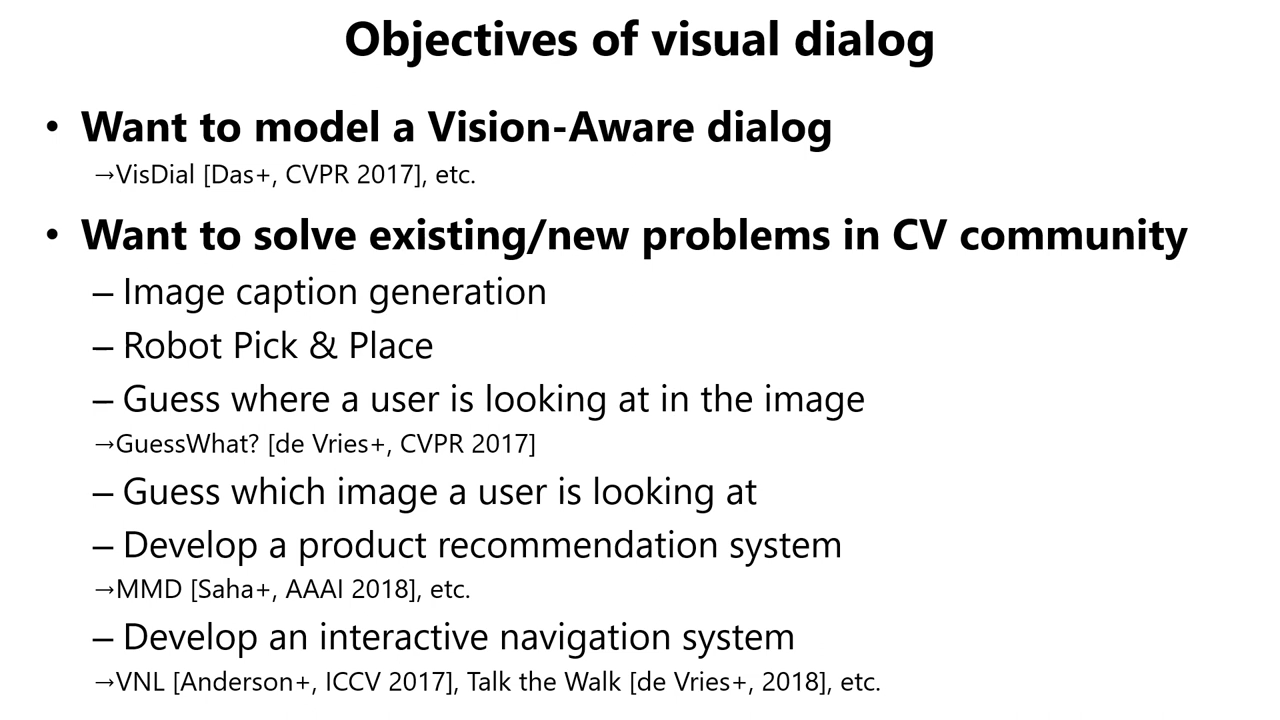 Objectives of visual dialog
• Want to model a Vision-Aware dialog
→VisDial [Das+, CVPR 2017], etc.
• Want to solve existing/new problems in CV community
– Image caption generation
– Robot Pick & Place
– Guess where a user is looking at in the image
→GuessWhat? [de Vries+, CVPR 2017]
– Guess which image a user is looking at
– Develop a product recommendation system
→MMD [Saha+, AAAI 2018], etc.
– Develop an interactive navigation system
→VNL [Anderson+, ICCV 2017], Talk the Walk [de Vries+, 2018], etc.